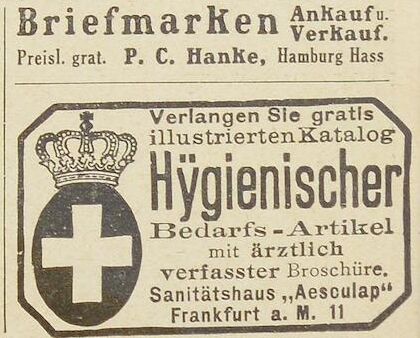 Briefmarken Ankauf u.
Verkauf.
Preisl. grat. P. C. Hanke, Hamburg Hass
Verlangen Sie gratis
illustrierten Katalog
Hÿgienischer
Bedarfs-Artikel
mit ärztlich
verfasster Broschüre.
Sanitätshaus „Aesculap“
Frankfurt a. M. 11